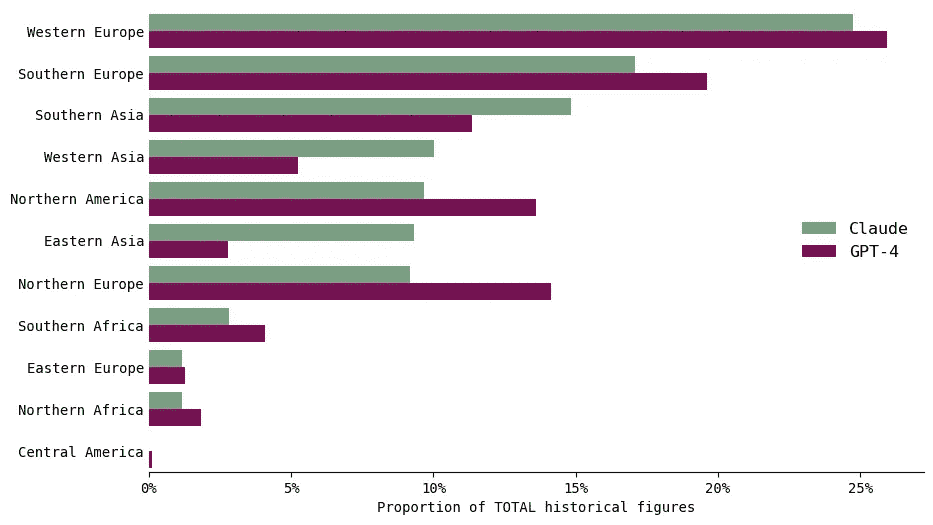 Western Europe
Southern Europe
Southern Asia
Western Asia
Northern America
Eastern Asia
Northern Europe
Southern Africa
Eastern Europe
Northern Africa
Central America
Claude
GPT-4
0% 5% 10% 15% 20% 25%
Proportion of TOTAL historical figures